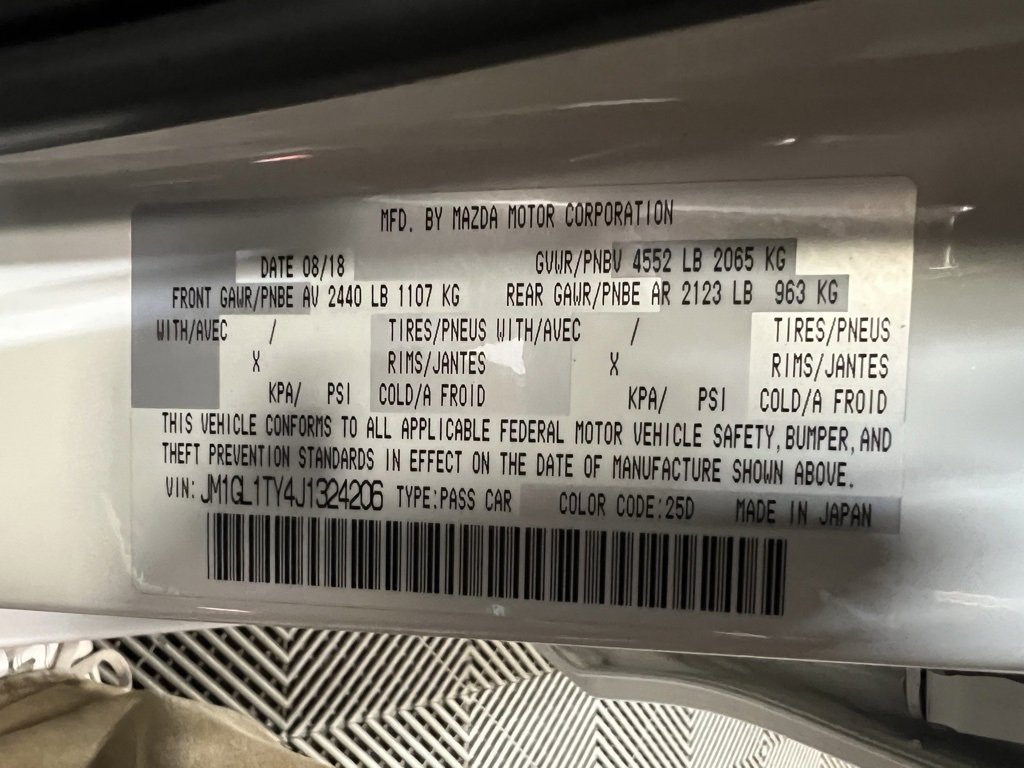 MFD. BY MAZDA MOTOR CORPORATION
DATE 08/18 GVWR/PNBV 4552 LB 2065 KG
FRONT GAWR/PNBE AV 2440 LB 1107 KG REAR GAWR/PNBE AR 2123 LB 963 KG
WITH/AVEC / TIRES/PNEUS WITH/AVEC / TIRES/PNEUS
X RIMS/JANTES X RIMS/JANTES
KPA/ PSI COLD/A FROID KPA/ PSI COLD/A FROID
THIS VEHICLE CONFORMS TO ALL APPLICABLE FEDERAL MOTOR VEHICLE SAFETY, BUMPER, AND
THEFT PREVENTION STANDARDS IN EFFECT ON THE DATE OF MANUFACTURE SHOWN ABOVE.
VIN: JM1GL1TY4J1324206 TYPE:PASS CAR COLOR CODE:25D MADE IN JAPAN